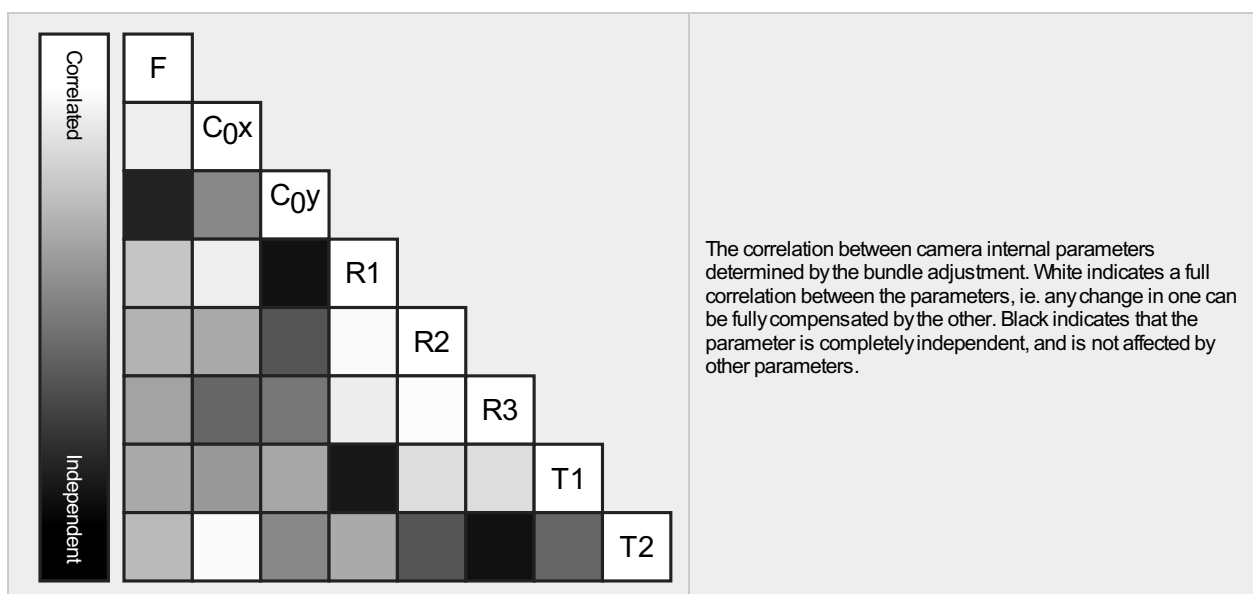 Correlated
Independent
F
C0x
C0y
R1
R2
R3
T1
T2
The correlation between camera internal parameters
determined by the bundle adjustment. White indicates a full
correlation between the parameters, ie. any change in one can
be fully compensated by the other. Black indicates that the
parameter is completely independent, and is not affected by
other parameters.